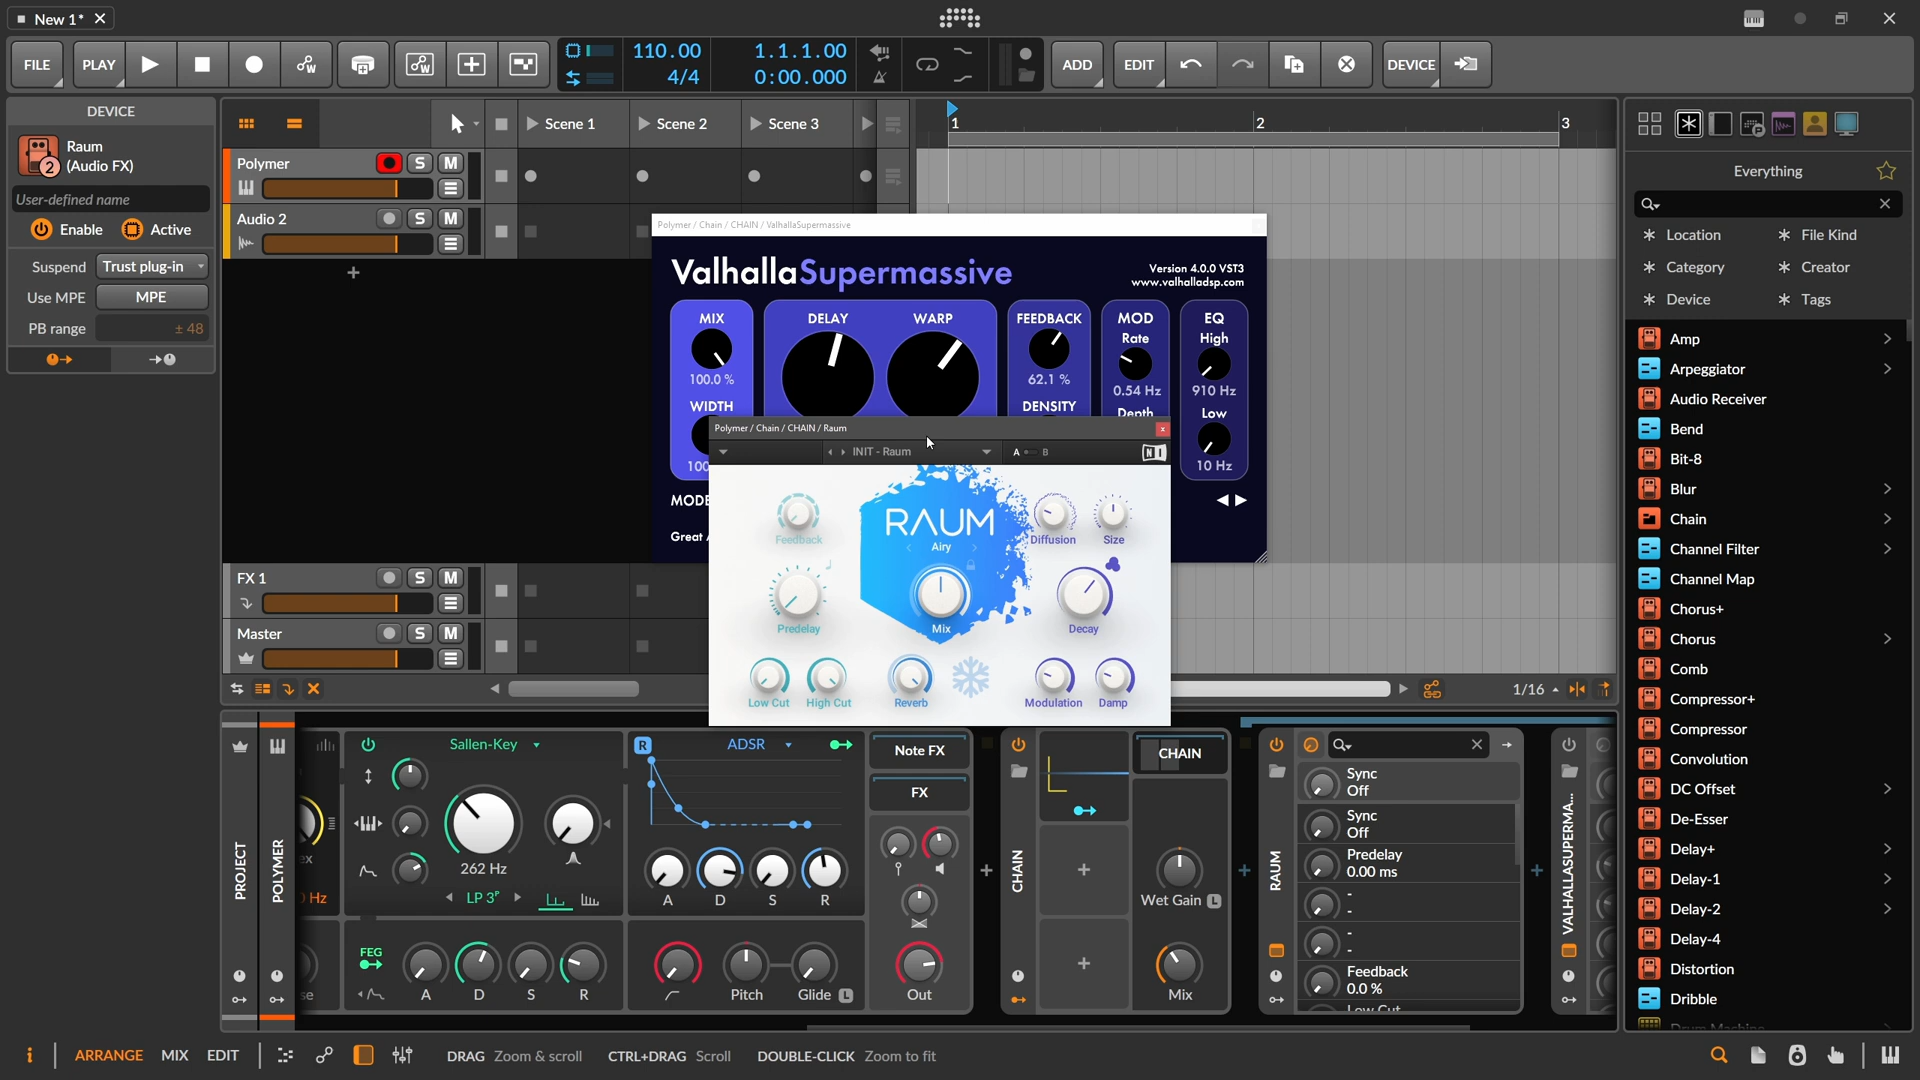 New 1*
FILE
PLAY
110.00
4/4
1.1.1.00
0:00.000
ADD
EDIT
DEVICE
DEVICE
Raum
(Audio FX)
2
User-defined name
Enable
Active
Suspend
Trust plug-in
Use MPE
MPE
PB range
± 48
Scene 1
Scene 2
Scene 3
1
2
3
Polymer
S
M
Audio 2
S
M
FX 1
S
M
Master
S
M
1/16
Polymer / Chain / CHAIN / ValhallaSupermassive
ValhallaSupermassive
Version 4.0.0 VST3
www.valhalladsp.com
MIX
100.0 %
WIDTH
100
DELAY
WARP
FEEDBACK
62.1 %
DENSITY
MOD
Rate
0.54 Hz
Depth
EQ
High
910 Hz
Low
10 Hz
MODE
Great
Polymer / Chain / CHAIN / Raum
INIT - Raum
A
B
NI
RAUM
Airy
Feedback
Diffusion
Size
Predelay
Mix
Decay
Low Cut
High Cut
Reverb
Modulation
Damp
Everything
Location
File Kind
Category
Creator
Device
Tags
Amp
Arpeggiator
Audio Receiver
Bend
Bit-8
Blur
Chain
Channel Filter
Channel Map
Chorus+
Chorus
Comb
Compressor+
Compressor
Convolution
DC Offset
De-Esser
Delay+
Delay-1
Delay-2
Delay-4
Distortion
Dribble
Drum Machine
PROJECT
POLYMER
Sallen-Key
262 Hz
LP 3ᴾ
FEG
A
D
S
R
R
ADSR
A
D
S
R
Pitch
Glide
L
Note FX
FX
Out
CHAIN
CHAIN
Wet Gain
L
Mix
RAUM
Sync
Off
Sync
Off
Predelay
0.00 ms
-
-
-
-
Feedback
0.0 %
Low Cut
VALHALLASUPERMA...
i
ARRANGE
MIX
EDIT
DRAG Zoom & scroll
CTRL+DRAG Scroll
DOUBLE-CLICK Zoom to fit